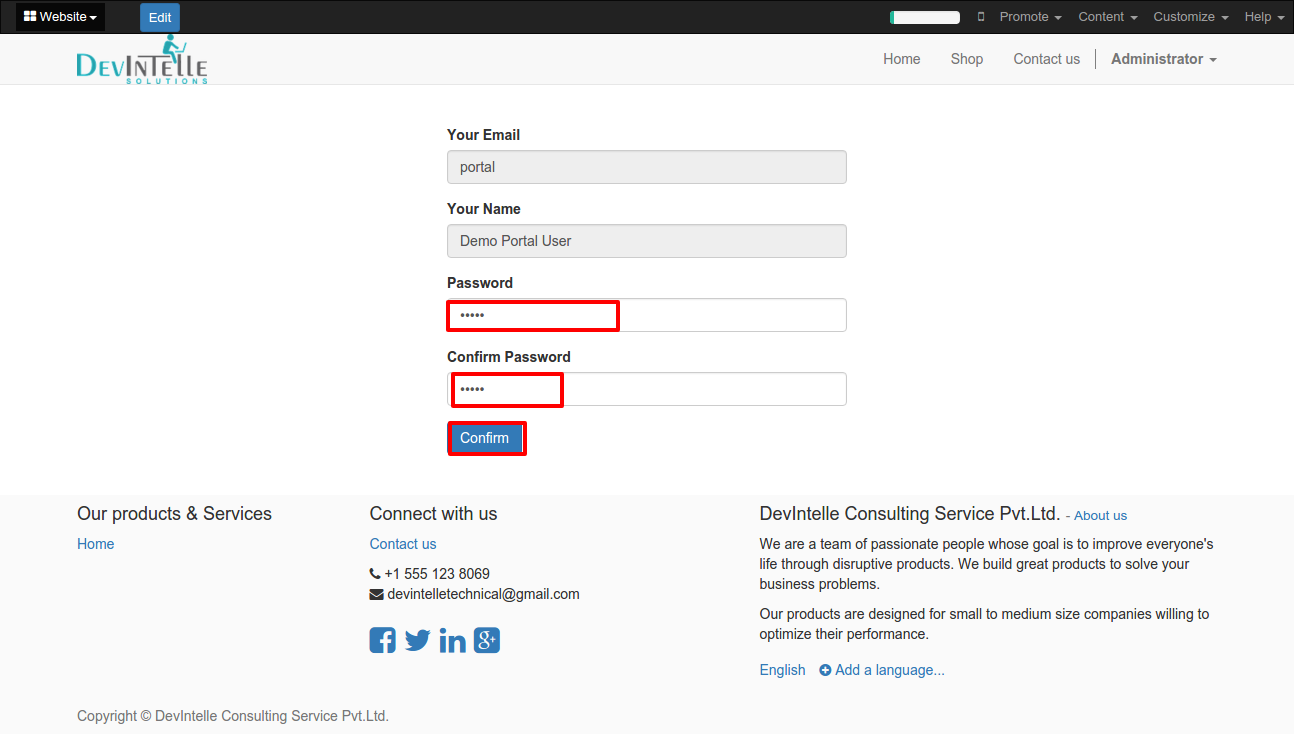 Website
Edit
Promote Content Customize Help
DEVINTELLE
SOLUTIONS
Home Shop Contact us Administrator
Your Email
portal
Your Name
Demo Portal User
Password
•••••
Confirm Password
•••••
Confirm
Our products & Services
Home
Connect with us
Contact us
+1 555 123 8069
devintelletechnical@gmail.com
DevIntelle Consulting Service Pvt.Ltd. - About us
We are a team of passionate people whose goal is to improve everyone's
life through disruptive products. We build great products to solve your
business problems.
Our products are designed for small to medium size companies willing to
optimize their performance.
English Add a language...
Copyright © DevIntelle Consulting Service Pvt.Ltd.